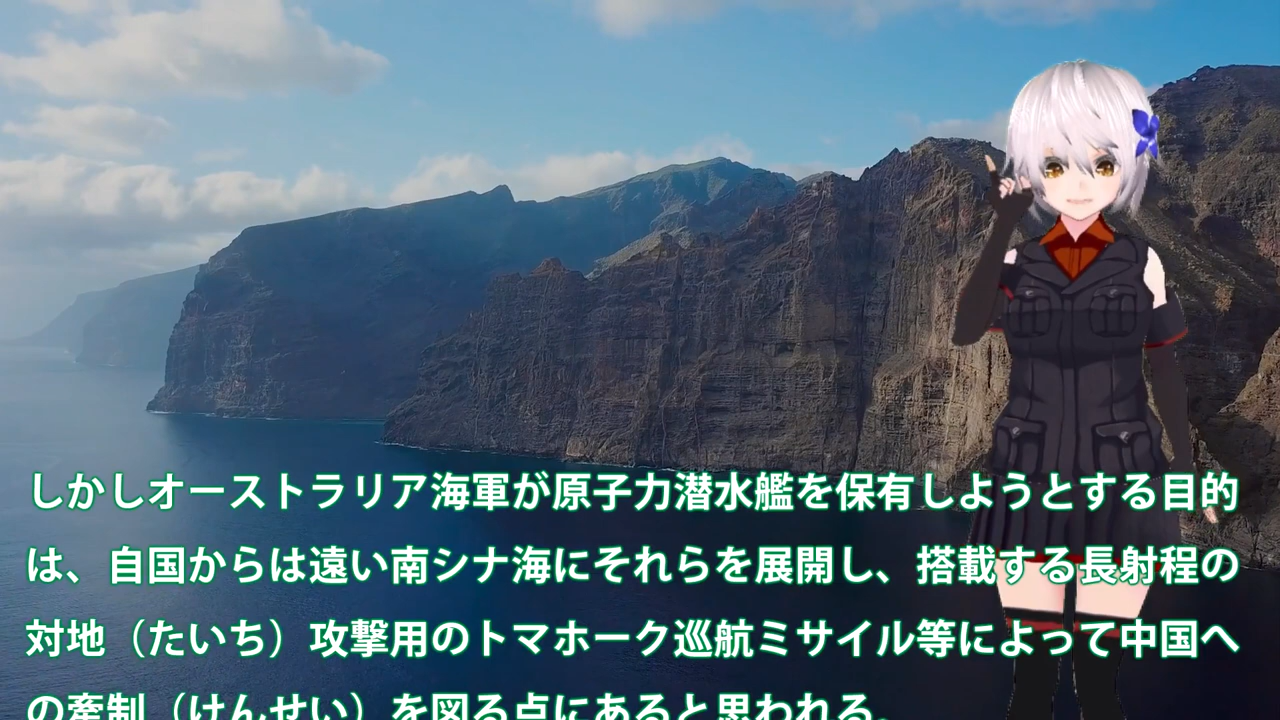 しかしオーストラリア海軍が原子力潜水艦を保有しようとする目的
は、自国からは遠い南シナ海にそれらを展開し、搭載する長射程の
対地（たいち）攻撃用のトマホーク巡航ミサイル等によって中国へ
の牽制（けんせい）を図る点にあると思われる。